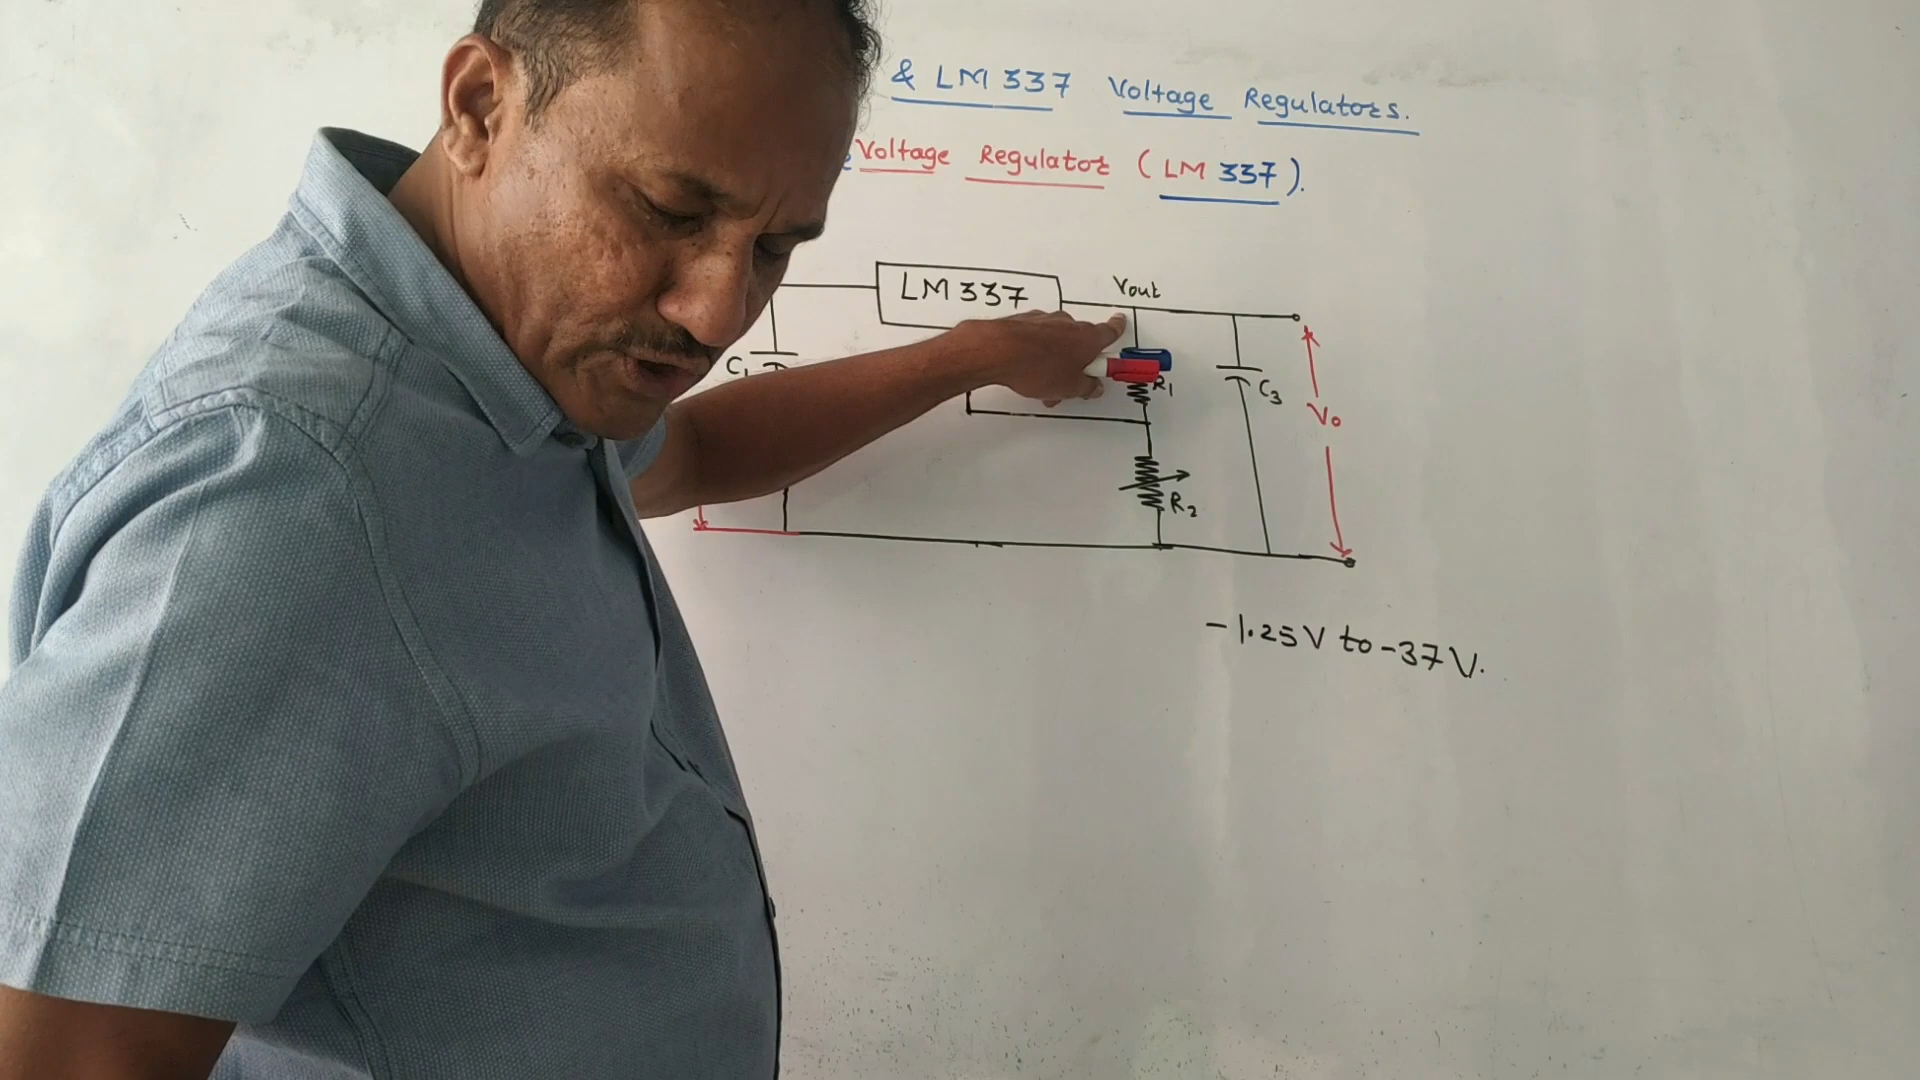 & LM 337 Voltage Regulators.
Voltage Regulator (LM 337).
LM 337
Vout
C1
R1
C3
Vo
R2
-1.25V to -37V.